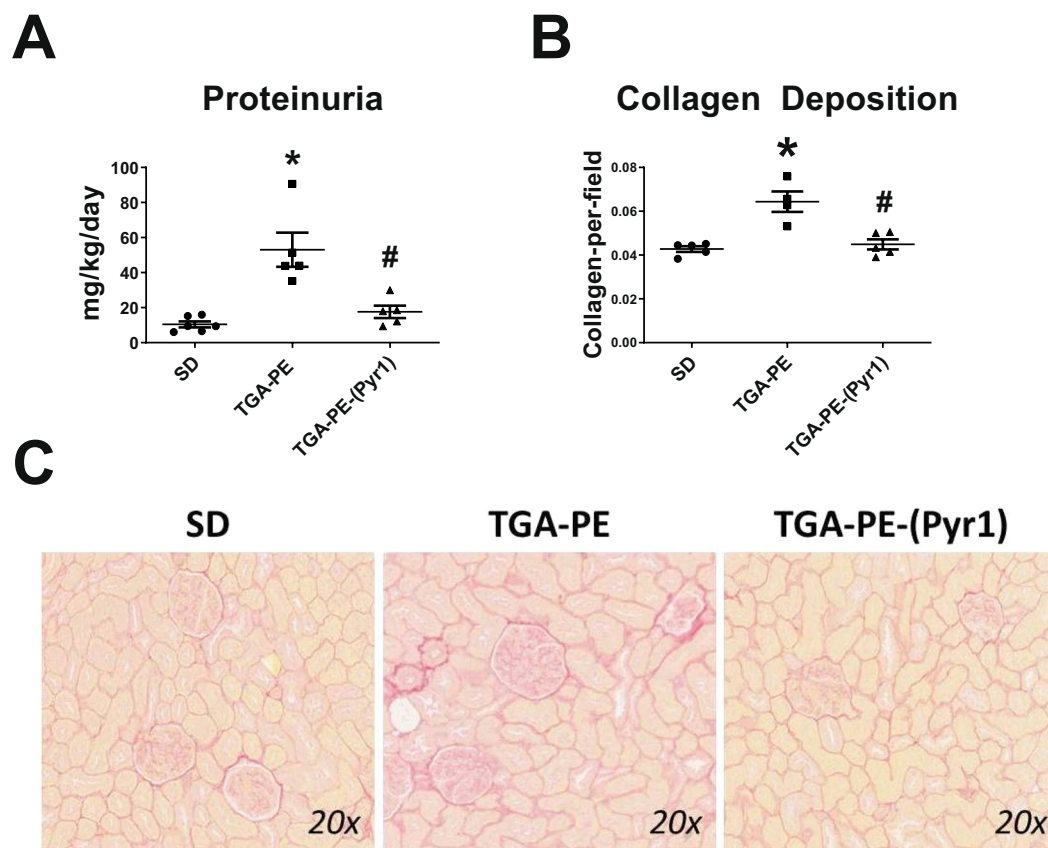 A
B
Proteinuria
Collagen Deposition
mg/kg/day
100
80
60
40
20
0
*
#
SD
TGA-PE
TGA-PE-(Pyr1)
Collagen-per-field
0.08
0.06
0.04
0.02
0.00
*
#
SD
TGA-PE
TGA-PE-(Pyr1)
C
SD
TGA-PE
TGA-PE-(Pyr1)
20x
20x
20x